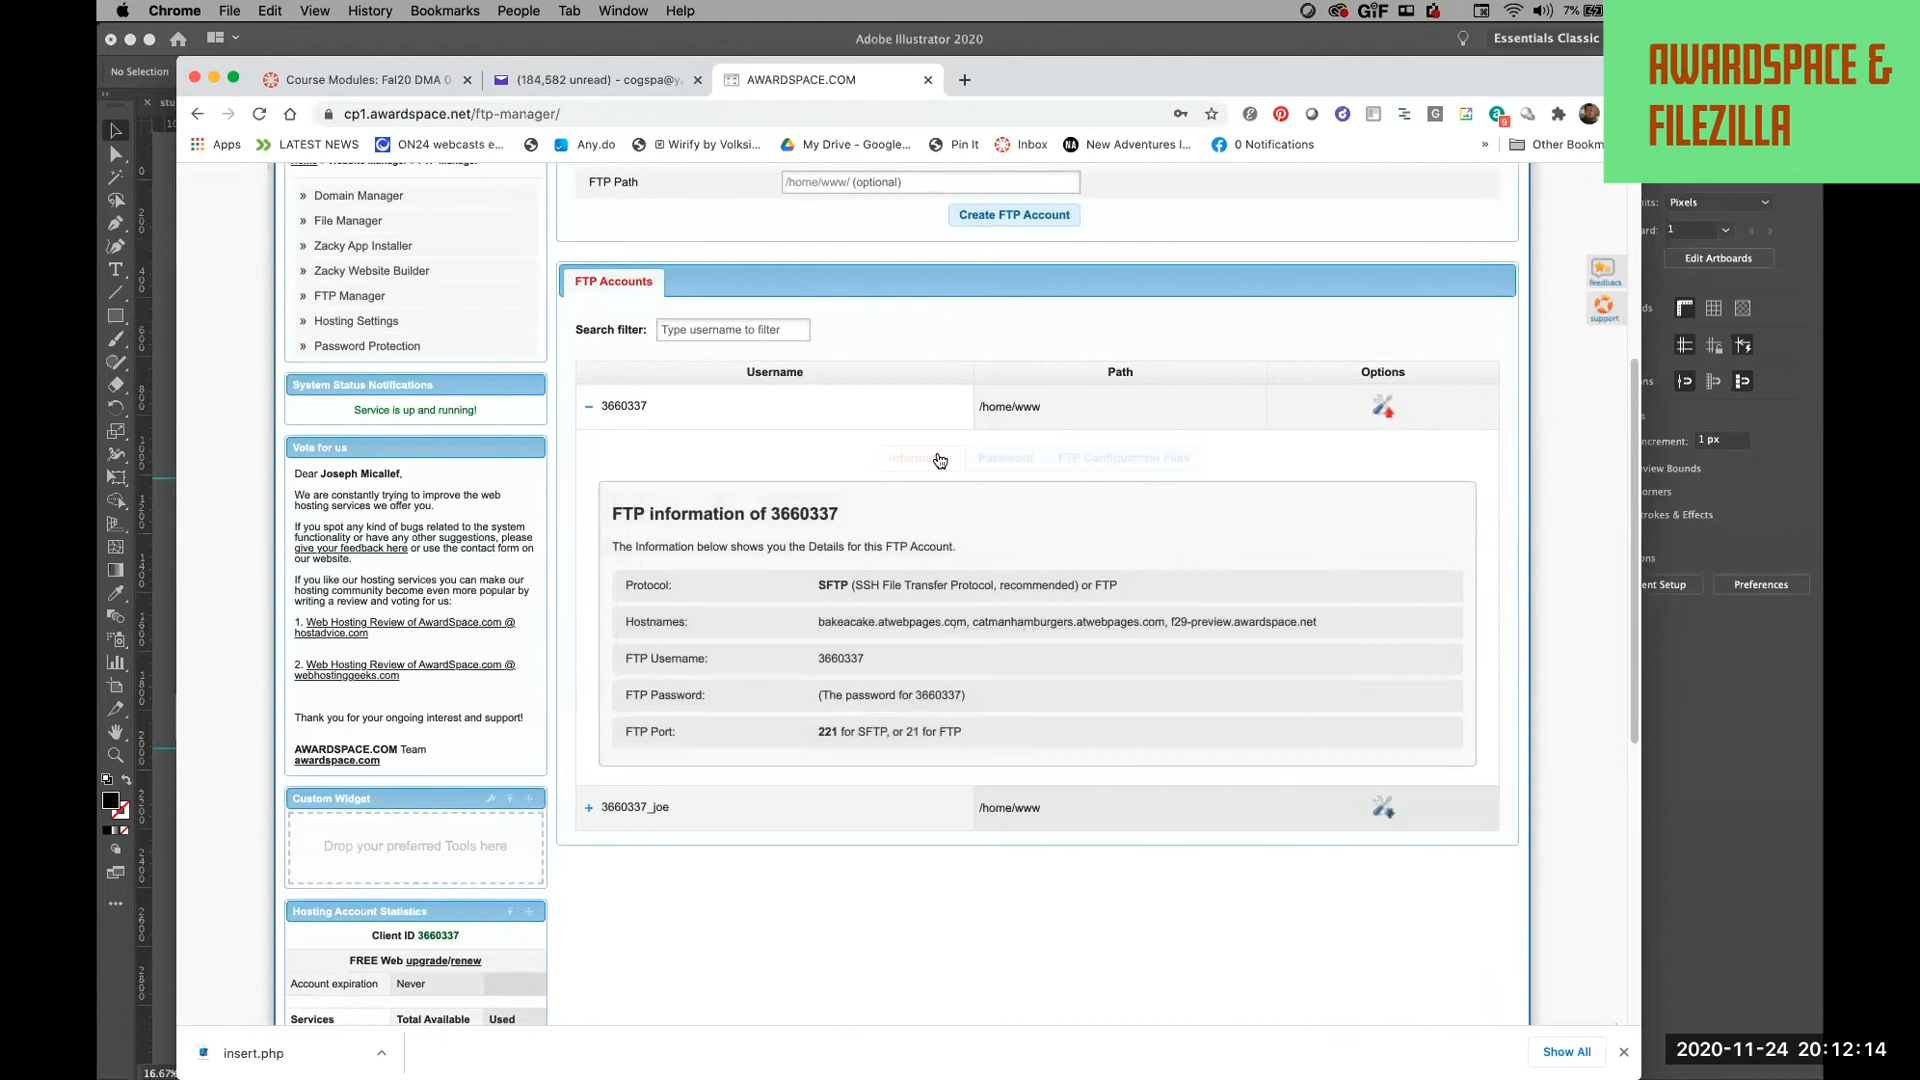 Chrome File Edit View History Bookmarks People Tab Window Help
GIF 7%
Adobe Illustrator 2020
Essentials Classic
AWARDSPACE &
FILEZILLA
No Selection
Course Modules: Fal20 DMA 0
(184,582 unread) - cogspa@y
AWARDSPACE.COM
cp1.awardspace.net/ftp-manager/
Apps
LATEST NEWS
ON24 webcasts e...
Any.do
Wirify by Volksi...
My Drive - Google...
Pin It
Inbox
New Adventures I...
0 Notifications
»
Other Bookm
Domain Manager
File Manager
Zacky App Installer
Zacky Website Builder
FTP Manager
Hosting Settings
Password Protection
System Status Notifications
Service is up and running!
Vote for us
Dear Joseph Micallef,
We are constantly trying to improve the web
hosting services we offer you.
If you spot any kind of bugs related to the system
functionality or have any other suggestions, please
give your feedback here or use the contact form on
our website.
If you like our hosting services you can make our
hosting community become even more popular by
writing a review and voting for us:
1. Web Hosting Review of AwardSpace.com @
hostadvice.com
2. Web Hosting Review of AwardSpace.com @
webhostinggeeks.com
Thank you for your ongoing interest and support!
AWARDSPACE.COM Team
awardspace.com
Custom Widget
Drop your preferred Tools here
Hosting Account Statistics
Client ID 3660337
FREE Web upgrade/renew
Account expiration Never
Services Total Available Used
FTP Path /home/www/ (optional)
Create FTP Account
FTP Accounts
Search filter: Type username to filter
Username Path Options
3660337 /home/www
Information Password FTP Configuration Files
FTP information of 3660337
The Information below shows you the Details for this FTP Account.
Protocol: SFTP (SSH File Transfer Protocol, recommended) or FTP
Hostnames: bakeacake.atwebpages.com, catmanhamburgers.atwebpages.com, f29-preview.awardspace.net
FTP Username: 3660337
FTP Password: (The password for 3660337)
FTP Port: 221 for SFTP, or 21 for FTP
3660337_joe /home/www
feedback
support
Pixels
1
Edit Artboards
1 px
Preferences
insert.php
Show All
16.67%
2020-11-24 20:12:14